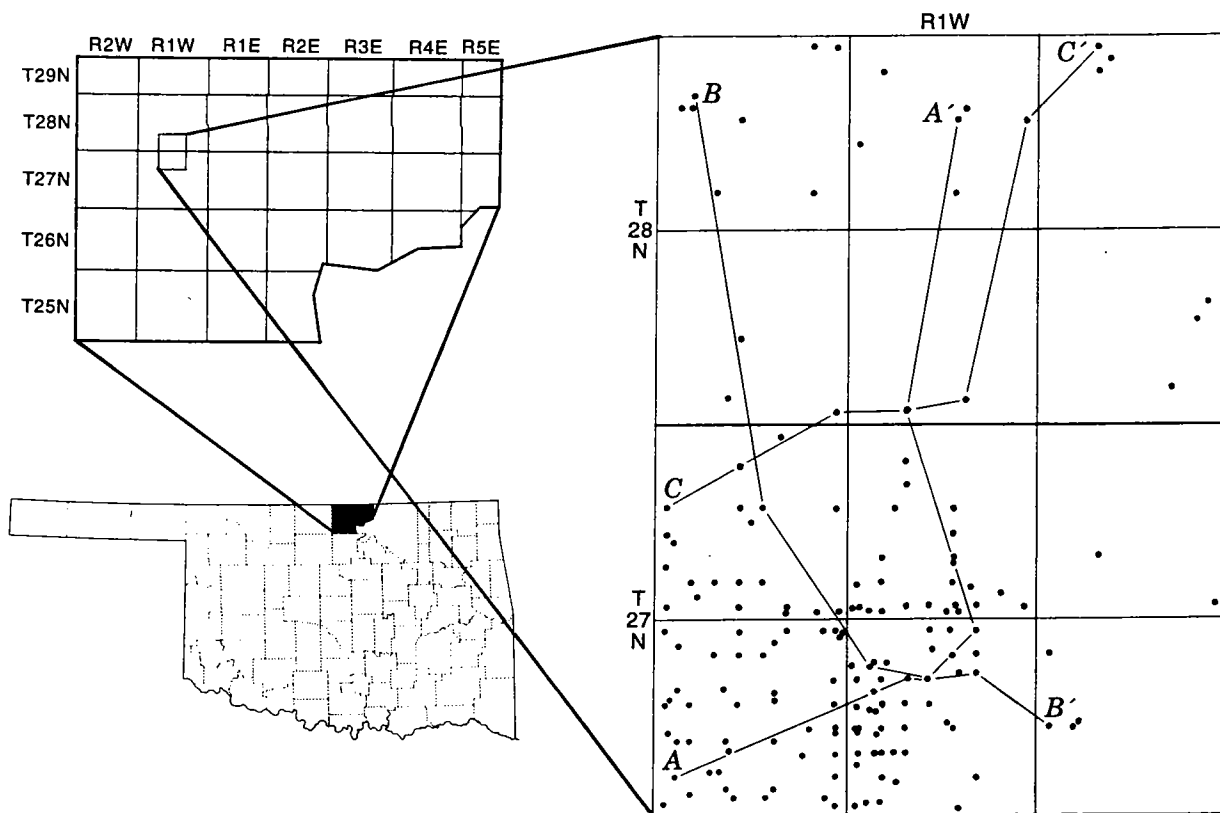 R2W R1W R1E R2E R3E R4E R5E
T29N
T28N
T27N
T26N
T25N
R1W
B
A´
C´
T
28
N
C
T
27
N
A
B´